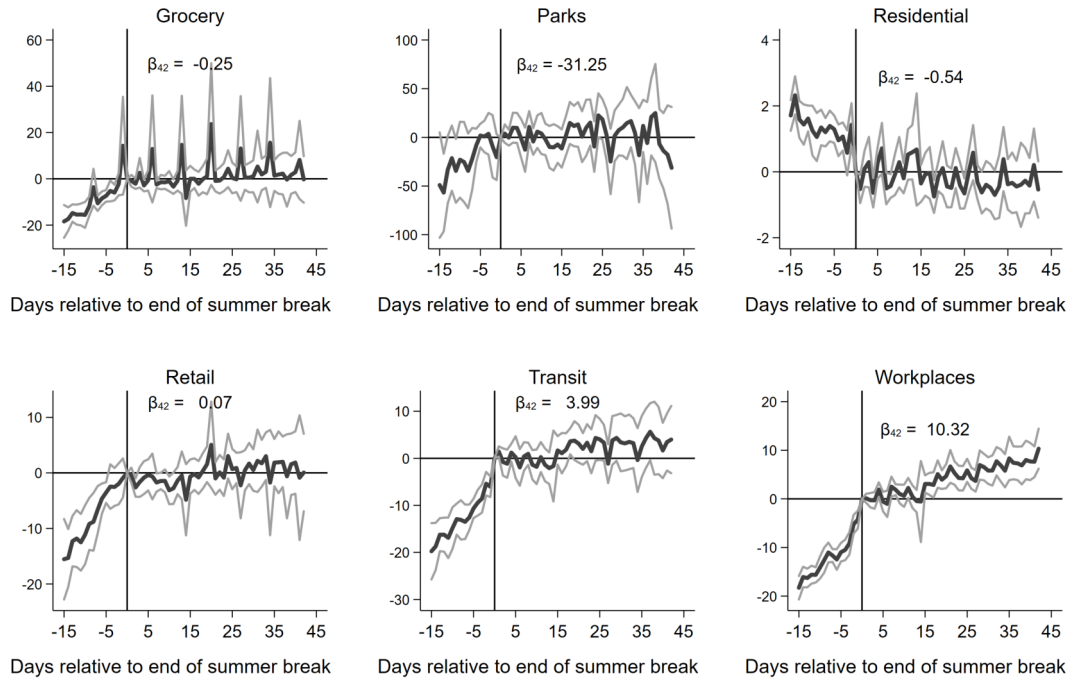 Grocery
β₄₂ = -0.25
60
40
20
0
-20
-15 -5 5 15 25 35 45
Days relative to end of summer break
Parks
β₄₂ = -31.25
100
50
0
-50
-100
-15 -5 5 15 25 35 45
Days relative to end of summer break
Residential
β₄₂ = -0.54
4
2
0
-2
-15 -5 5 15 25 35 45
Days relative to end of summer break
Retail
β₄₂ = 0.07
10
0
-10
-20
-15 -5 5 15 25 35 45
Days relative to end of summer break
Transit
β₄₂ = 3.99
10
0
-10
-20
-30
-15 -5 5 15 25 35 45
Days relative to end of summer break
Workplaces
β₄₂ = 10.32
20
10
0
-10
-20
-15 -5 5 15 25 35 45
Days relative to end of summer break